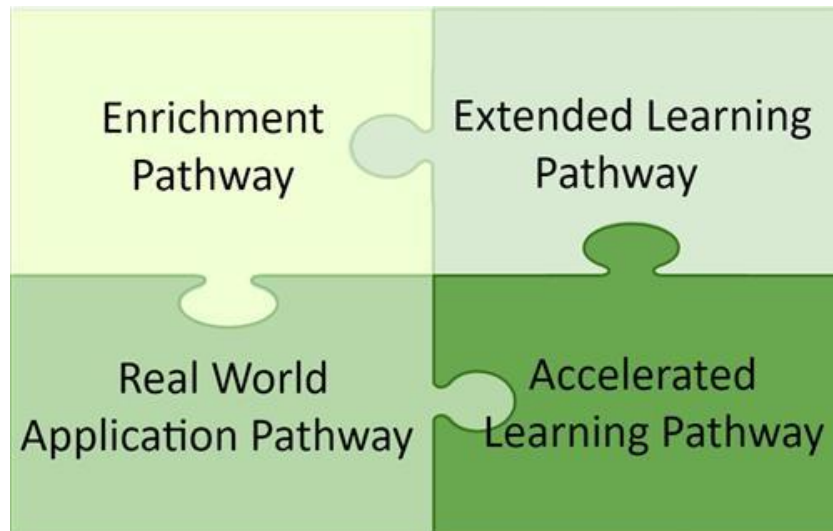 Enrichment
Pathway
Extended Learning
Pathway
Real World
Application Pathway
Accelerated
Learning Pathway